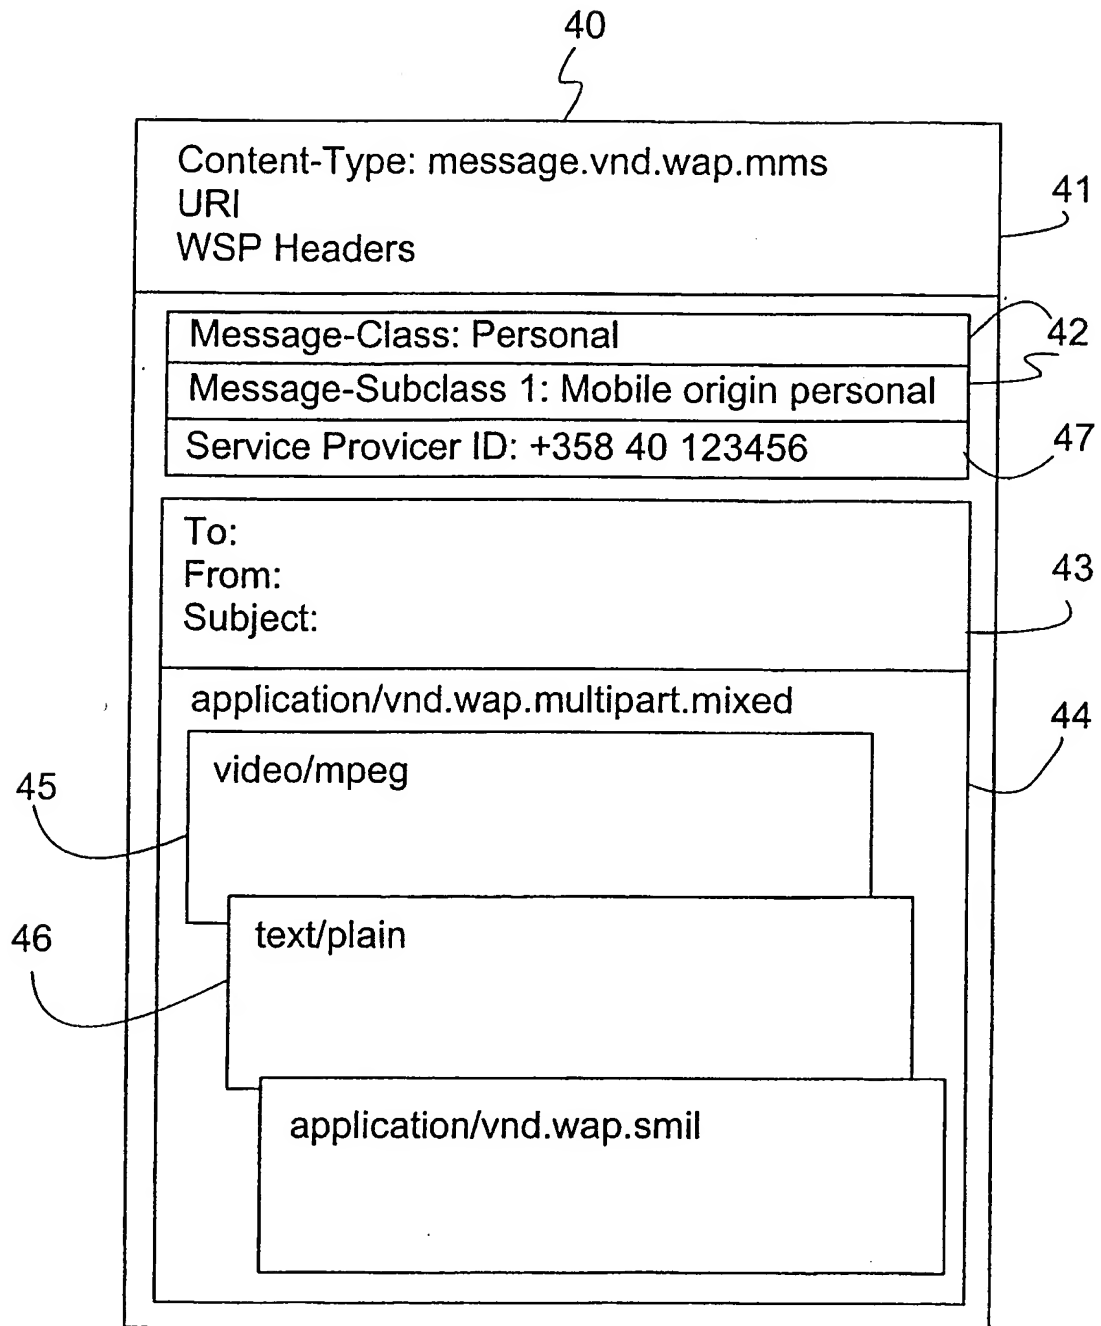 40
Content-Type: message.vnd.wap.mms
URI
WSP Headers
41
Message-Class: Personal
42
Message-Subclass 1: Mobile origin personal
Service Provicer ID: +358 40 123456
47
To:
From:
Subject:
43
application/vnd.wap.multipart.mixed
44
video/mpeg
45
text/plain
46
application/vnd.wap.smil